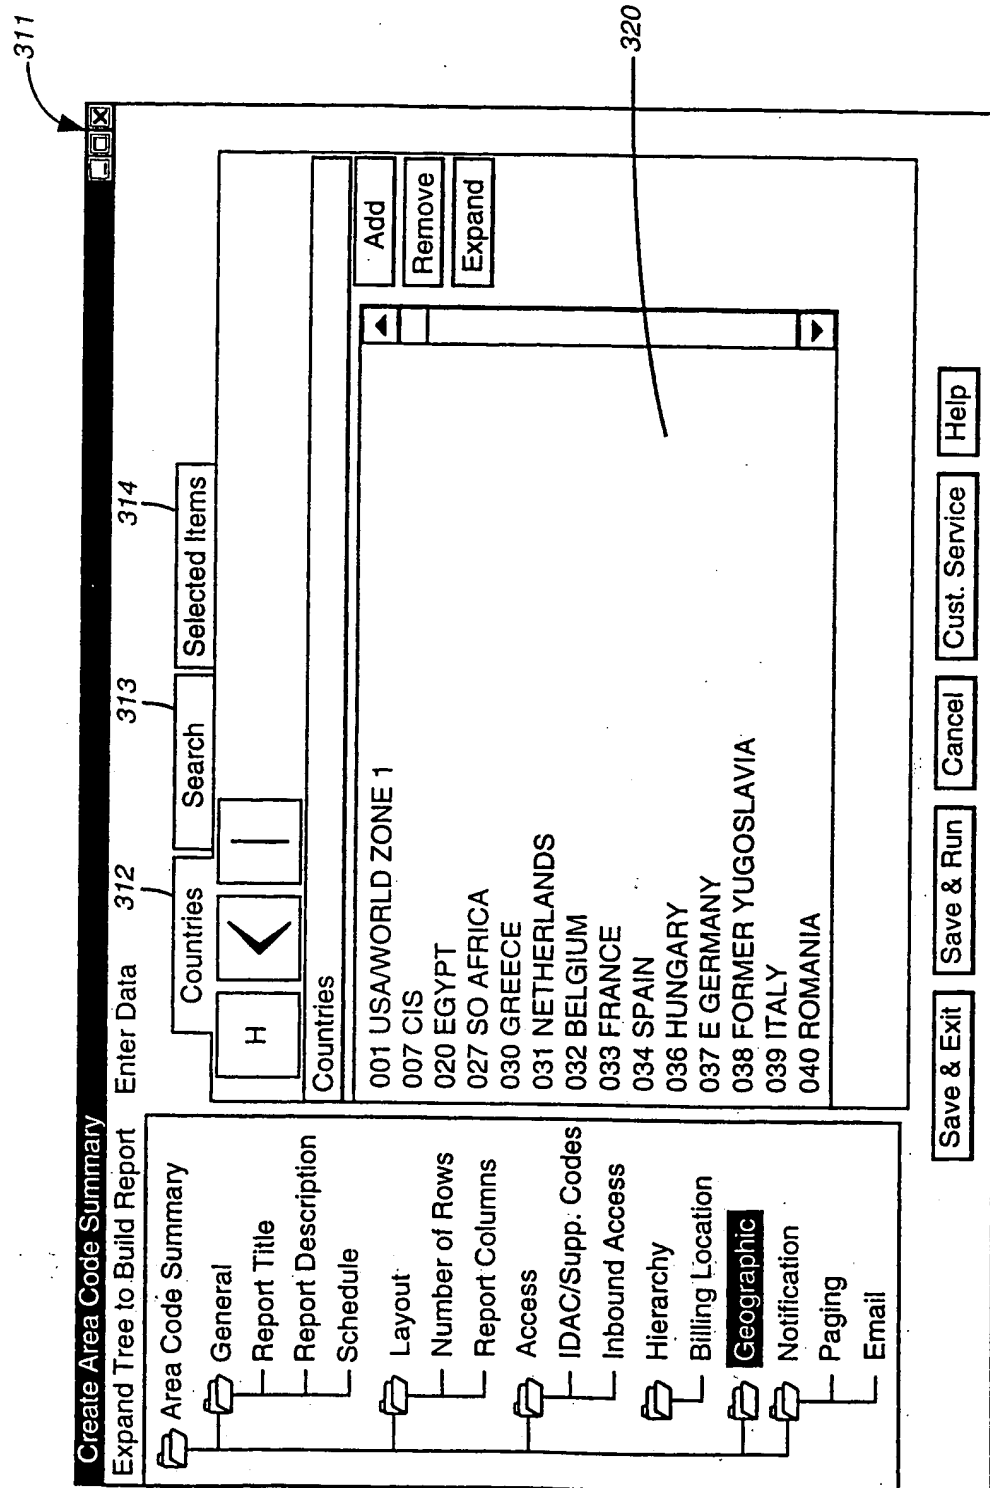 311
Create Area Code Summary
Expand Tree to Build Report
Enter Data
312
313
314
320
Area Code Summary
General
Report Title
Report Description
Schedule
Layout
Number of Rows
Report Columns
Access
IDAC/Supp. Codes
Inbound Access
Hierarchy
Billing Location
Geographic
Notification
Paging
Email
Countries
Search
Selected Items
H
Countries
001 USA/WORLD ZONE 1
007 CIS
020 EGYPT
027 SO AFRICA
030 GREECE
031 NETHERLANDS
032 BELGIUM
033 FRANCE
034 SPAIN
036 HUNGARY
037 E GERMANY
038 FORMER YUGOSLAVIA
039 ITALY
040 ROMANIA
Add
Remove
Expand
Save & Exit
Save & Run
Cancel
Cust. Service
Help